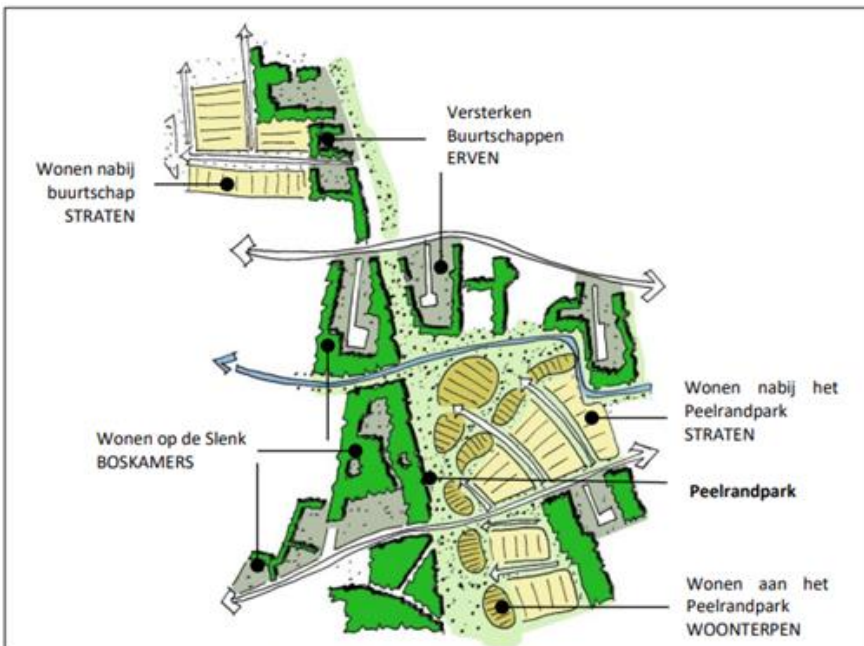 Versterken
Buurtschappen
ERVEN
Wonen nabij
buurtschap
STRATEN
Wonen nabij het
Peelrandpark
STRATEN
Wonen op de Slenk
BOSKAMERS
Peelrandpark
Wonen aan het
Peelrandpark
WOONTERPEN